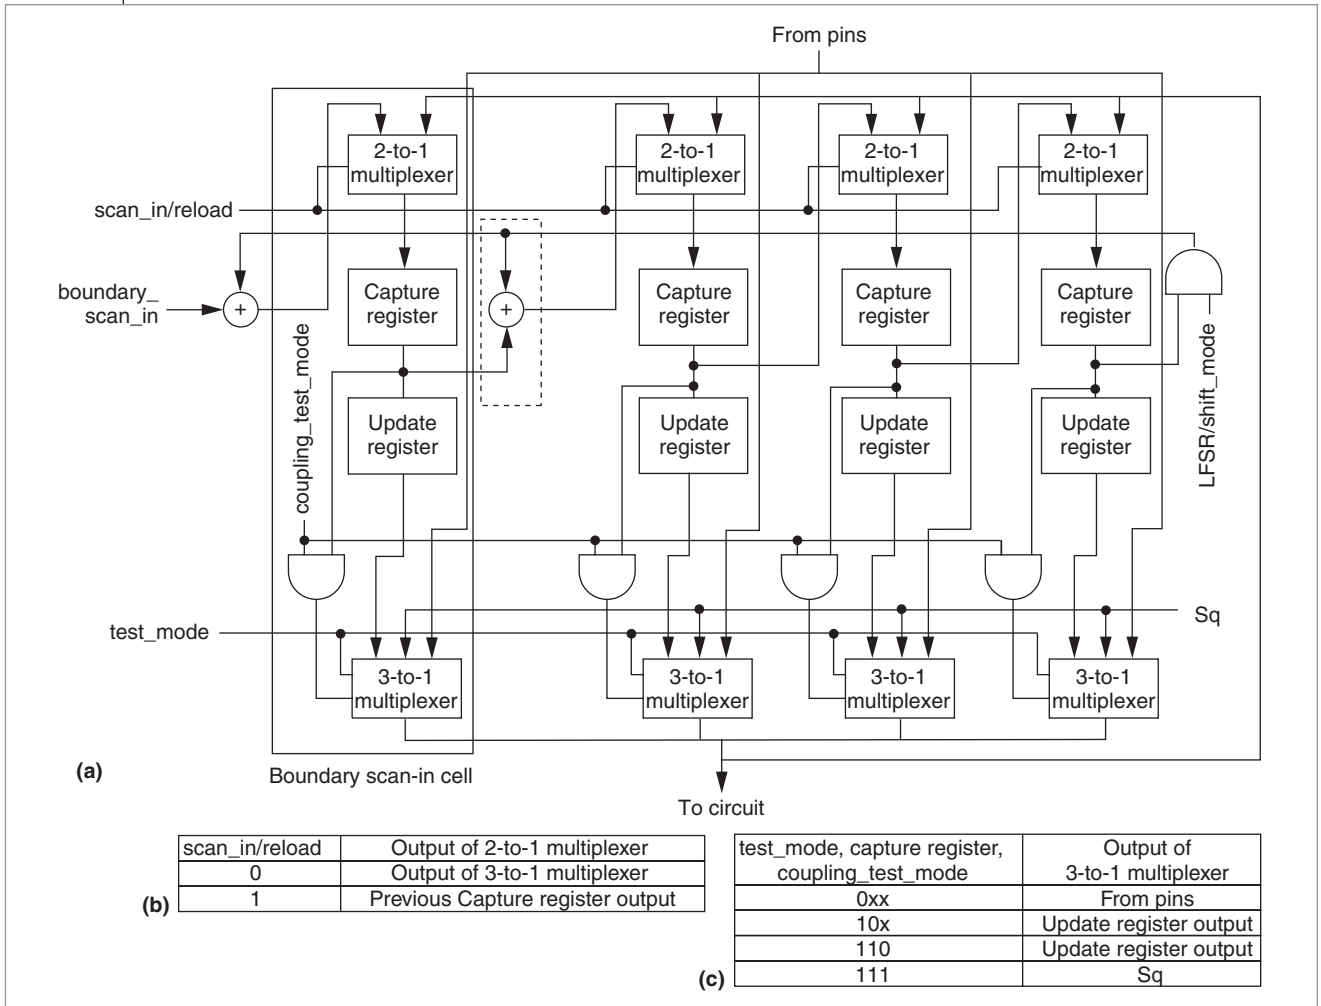 From pins
2-to-1
multiplexer
2-to-1
multiplexer
2-to-1
multiplexer
2-to-1
multiplexer
scan_in/reload
boundary_
scan_in
+
+
Capture
register
Capture
register
Capture
register
Capture
register
coupling_test_mode
LFSR/shift_mode
Update
register
Update
register
Update
register
Update
register
Sq
test_mode
3-to-1
multiplexer
3-to-1
multiplexer
3-to-1
multiplexer
3-to-1
multiplexer
(a)
Boundary scan-in cell
To circuit
scan_in/reload Output of 2-to-1 multiplexer
0 Output of 3-to-1 multiplexer
1 Previous Capture register output
(b)
test_mode, capture register,
coupling_test_mode
Output of
3-to-1 multiplexer
0xx From pins
10x Update register output
110 Update register output
111 Sq
(c)